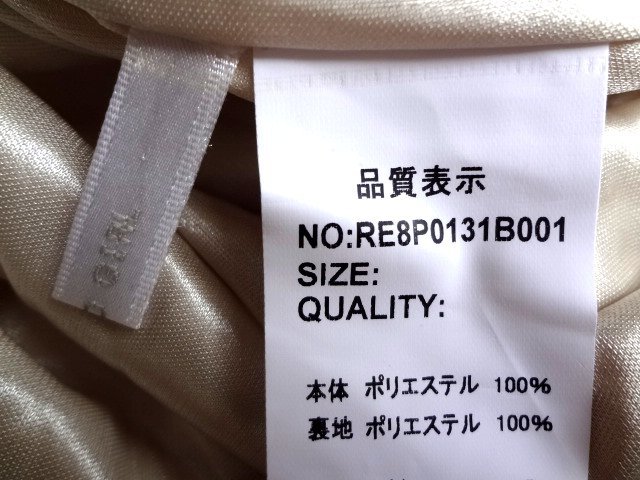 品質表示
NO:RE8P0131B001
SIZE:
QUALITY:
本体 ポリエステル 100%
裏地 ポリエステル 100%